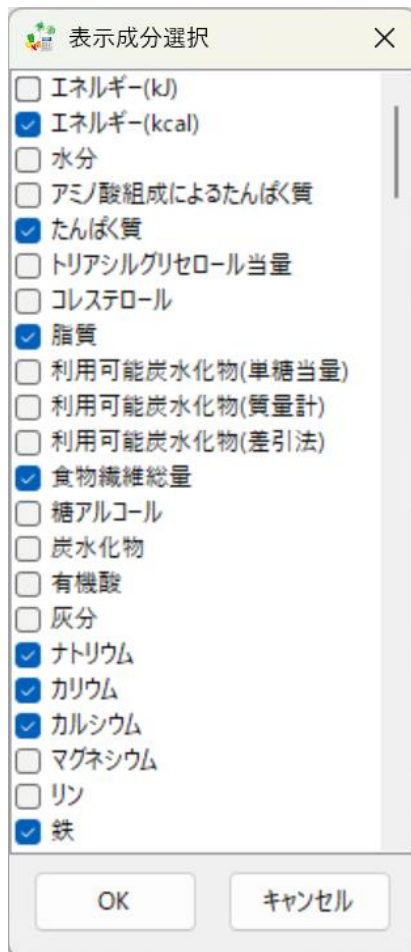 表示成分選択
エネルギー(kJ)
エネルギー(kcal)
水分
アミノ酸組成によるたんぱく質
たんぱく質
トリアシルグリセロール当量
コレステロール
脂質
利用可能炭水化物(単糖当量)
利用可能炭水化物(質量計)
利用可能炭水化物(差引法)
食物繊維総量
糖アルコール
炭水化物
有機酸
灰分
ナトリウム
カリウム
カルシウム
マグネシウム
リン
鉄
OK キャンセル